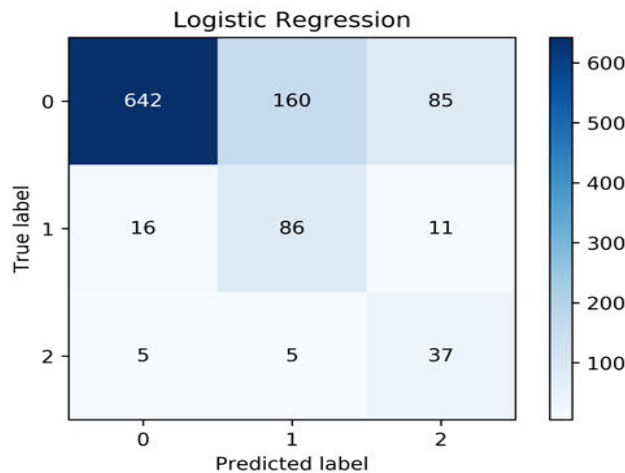 Logistic Regression
0 642 160 85
1 16 86 11
2 5 5 37
0 1 2
Predicted label
True label
600
500
400
300
200
100